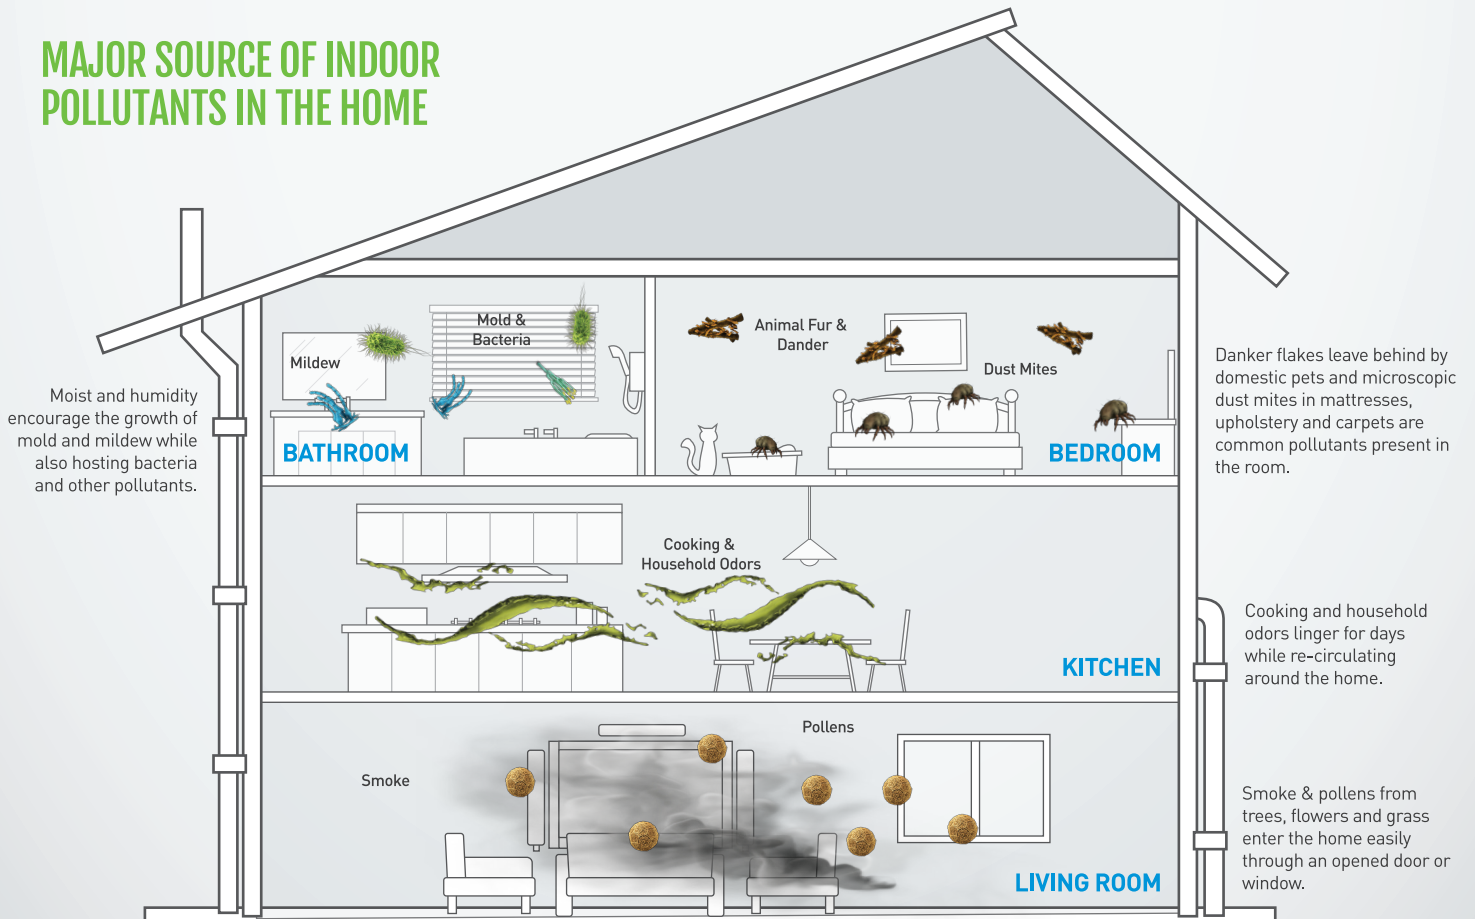 MAJOR SOURCE OF INDOOR
POLLUTANTS IN THE HOME
Moist and humidity
encourage the growth of
mold and mildew while
also hosting bacteria
and other pollutants.
Mildew
Mold &
Bacteria
BATHROOM
Animal Fur &
Dander
Dust Mites
BEDROOM
Danker flakes leave behind by
domestic pets and microscopic
dust mites in mattresses,
upholstery and carpets are
common pollutants present in
the room.
Cooking &
Household Odors
KITCHEN
Cooking and household
odors linger for days
while re-circulating
around the home.
Smoke
Pollens
LIVING ROOM
Smoke & pollens from
trees, flowers and grass
enter the home easily
through an opened door or
window.